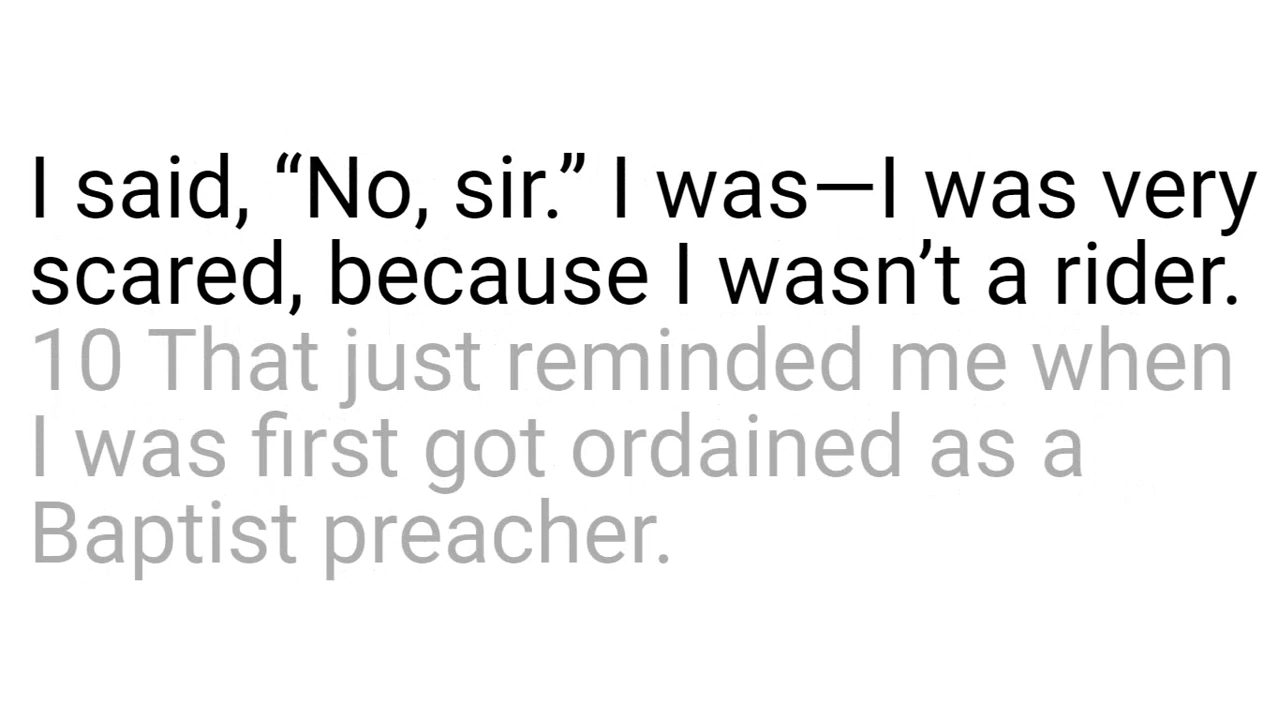 I said, “No, sir.” I was—I was very
scared, because I wasn’t a rider.
10 That just reminded me when
I was first got ordained as a
Baptist preacher.